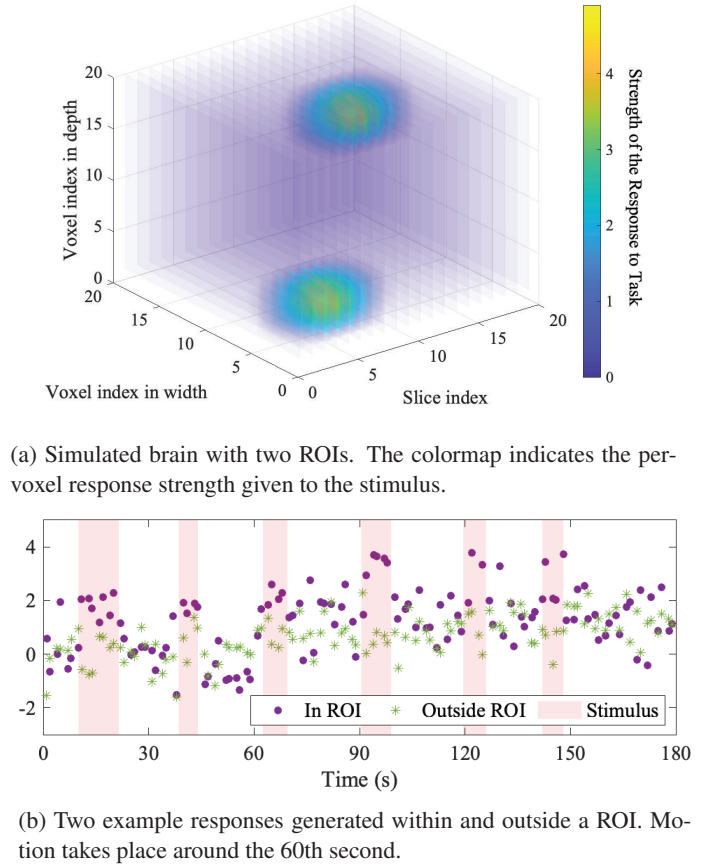 20
15
10
5
0
Voxel index in depth
20
15
10
5
0
Voxel index in width
0
5
10
15
20
Slice index
4
3
2
1
0
Strength of the Response to Task
(a) Simulated brain with two ROIs. The colormap indicates the per-
voxel response strength given to the stimulus.
4
2
0
-2
In ROI Outside ROI Stimulus
0 30 60 90 120 150 180
Time (s)
(b) Two example responses generated within and outside a ROI. Mo-
tion takes place around the 60th second.